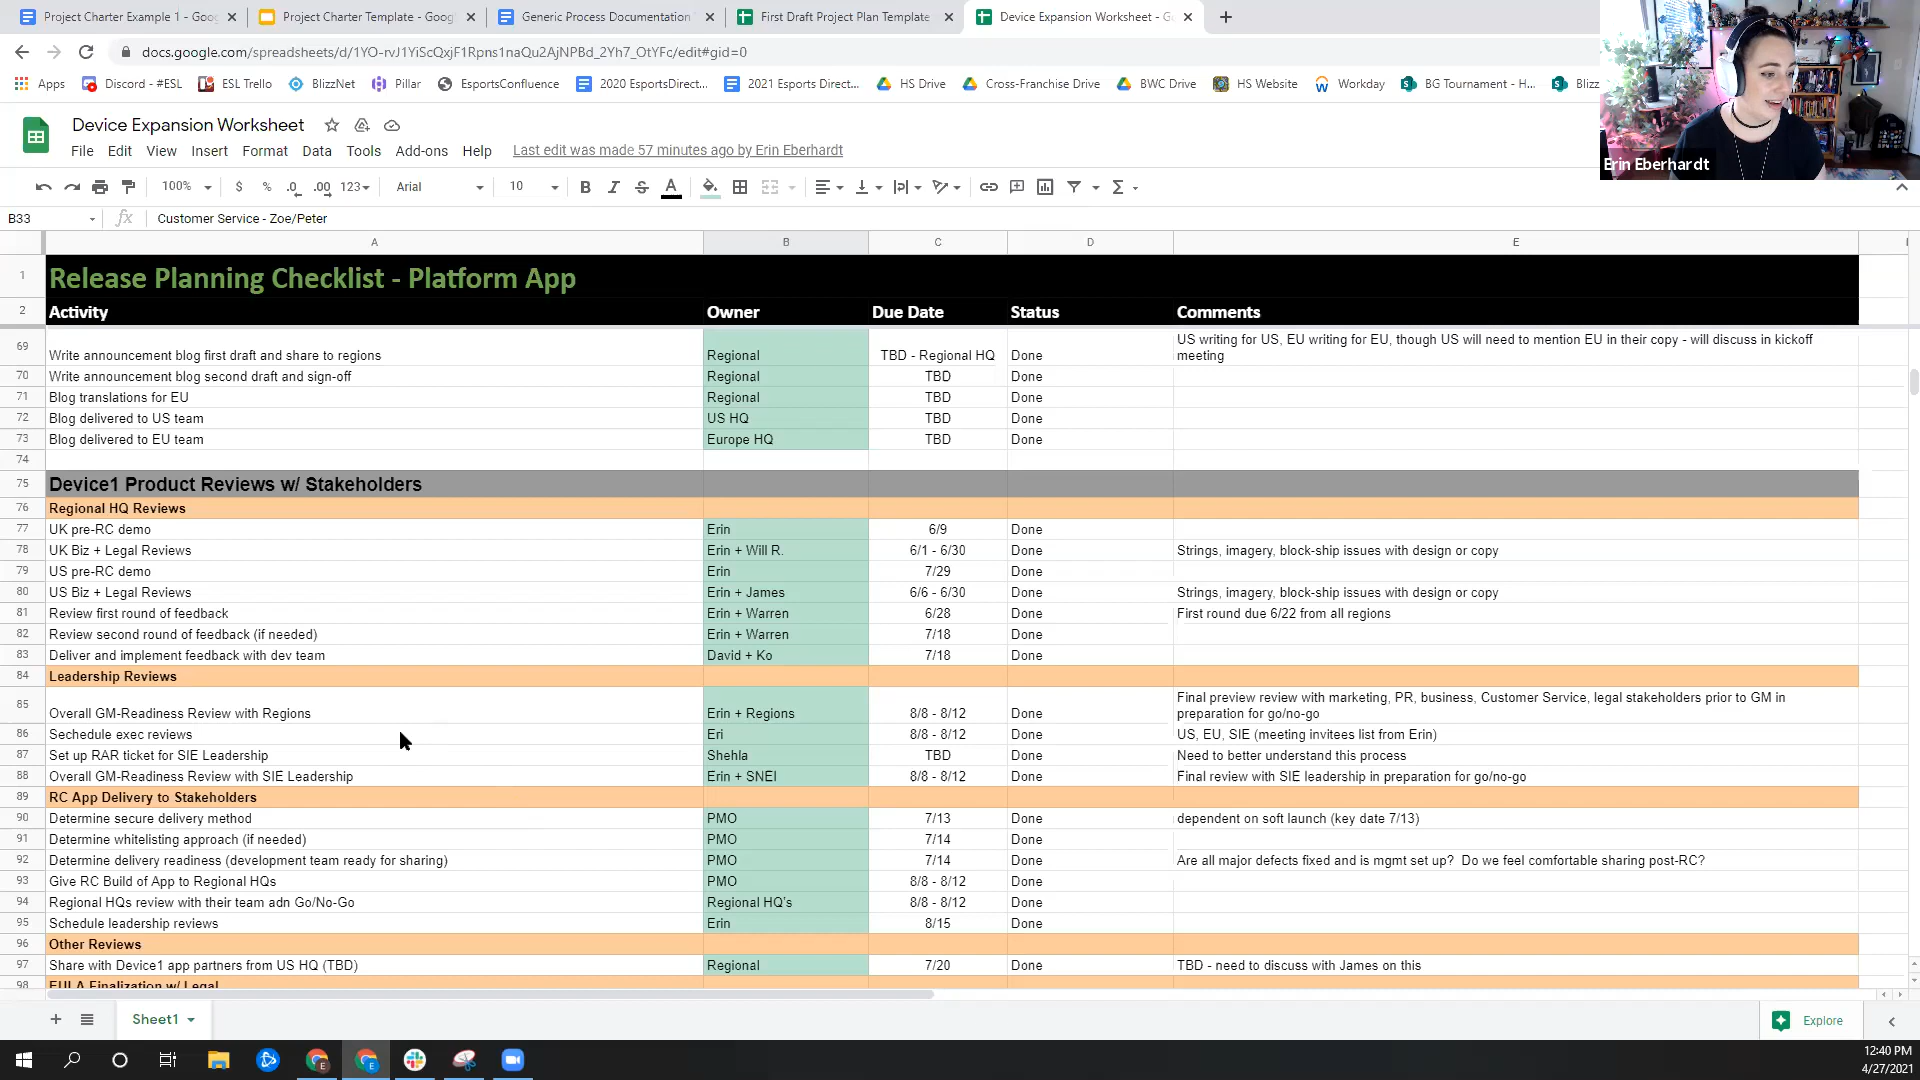 Project Charter Example 1 - Goo
Project Charter Template - Googl
Generic Process Documentation
First Draft Project Plan Template
Device Expansion Worksheet - G
docs.google.com/spreadsheets/d/1YO-rvJ1YiScQxjF1Rpns1naQu2AjNPBd_2Yh7_OtYFc/edit#gid=0
Apps Discord - #ESL ESL Trello BlizzNet Pillar EsportsConfluence 2020 EsportsDirect... 2021 Esports Direct... HS Drive Cross-Franchise Drive BWC Drive HS Website Workday BG Tournament - H... Blizz
Device Expansion Worksheet
File Edit View Insert Format Data Tools Add-ons Help Last edit was made 57 minutes ago by Erin Eberhardt
Erin Eberhardt
100% $ % .0 .00 123 Arial 10 B I S A Σ
B33 fx Customer Service - Zoe/Peter
A B C D E
1 Release Planning Checklist - Platform App
2 Activity Owner Due Date Status Comments
69 Write announcement blog first draft and share to regions Regional TBD - Regional HQ Done US writing for US, EU writing for EU, though US will need to mention EU in their copy - will discuss in kickoff
meeting
70 Write announcement blog second draft and sign-off Regional TBD Done
71 Blog translations for EU Regional TBD Done
72 Blog delivered to US team US HQ TBD Done
73 Blog delivered to EU team Europe HQ TBD Done
74
75 Device1 Product Reviews w/ Stakeholders
76 Regional HQ Reviews
77 UK pre-RC demo Erin 6/9 Done
78 UK Biz + Legal Reviews Erin + Will R. 6/1 - 6/30 Done Strings, imagery, block-ship issues with design or copy
79 US pre-RC demo Erin 7/29 Done
80 US Biz + Legal Reviews Erin + James 6/6 - 6/30 Done Strings, imagery, block-ship issues with design or copy
81 Review first round of feedback Erin + Warren 6/28 Done First round due 6/22 from all regions
82 Review second round of feedback (if needed) Erin + Warren 7/18 Done
83 Deliver and implement feedback with dev team David + Ko 7/18 Done
84 Leadership Reviews
85 Overall GM-Readiness Review with Regions Erin + Regions 8/8 - 8/12 Done Final preview review with marketing, PR, business, Customer Service, legal stakeholders prior to GM in
preparation for go/no-go
86 Sechedule exec reviews Eri 8/8 - 8/12 Done US, EU, SIE (meeting invitees list from Erin)
87 Set up RAR ticket for SIE Leadership Shehla TBD Done Need to better understand this process
88 Overall GM-Readiness Review with SIE Leadership Erin + SNEI 8/8 - 8/12 Done Final review with SIE leadership in preparation for go/no-go
89 RC App Delivery to Stakeholders
90 Determine secure delivery method PMO 7/13 Done dependent on soft launch (key date 7/13)
91 Determine whitelisting approach (if needed) PMO 7/14 Done
92 Determine delivery readiness (development team ready for sharing) PMO 7/14 Done Are all major defects fixed and is mgmt set up? Do we feel comfortable sharing post-RC?
93 Give RC Build of App to Regional HQs PMO 8/8 - 8/12 Done
94 Regional HQs review with their team adn Go/No-Go Regional HQ's 8/8 - 8/12 Done
95 Schedule leadership reviews Erin 8/15 Done
96 Other Reviews
97 Share with Device1 app partners from US HQ (TBD) Regional 7/20 Done TBD - need to discuss with James on this
98 EULA Finalization w/ Legal
Sheet1 Explore
12:40 PM
4/27/2021